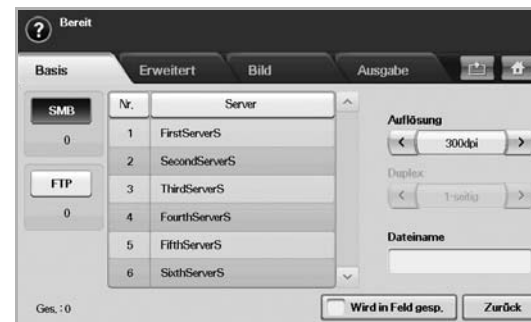 ? Bereit
Basis Erweitert Bild Ausgabe
SMB
0
FTP
0
Nr. Server
1 FirstServerS
2 SecondServerS
3 ThirdServerS
4 FourthServerS
5 FifthServerS
6 SixthServerS
Auflösung
< 300dpi >
Duplex
< 1-seitig >
Dateiname
Ges. : 0
Wird in Feld gesp. Zurück